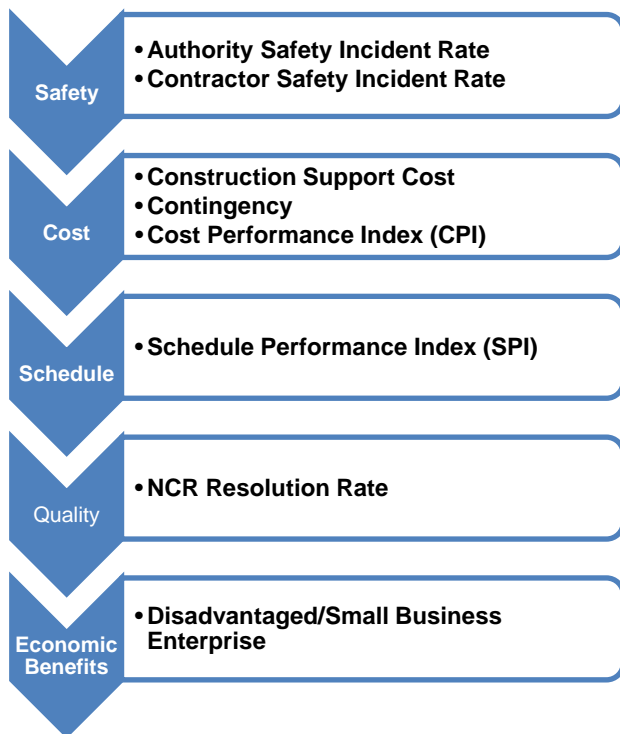 Safety
•Authority Safety Incident Rate
•Contractor Safety Incident Rate
Cost
•Construction Support Cost
•Contingency
•Cost Performance Index (CPI)
Schedule
•Schedule Performance Index (SPI)
Quality
•NCR Resolution Rate
Economic
Benefits
•Disadvantaged/Small Business
Enterprise